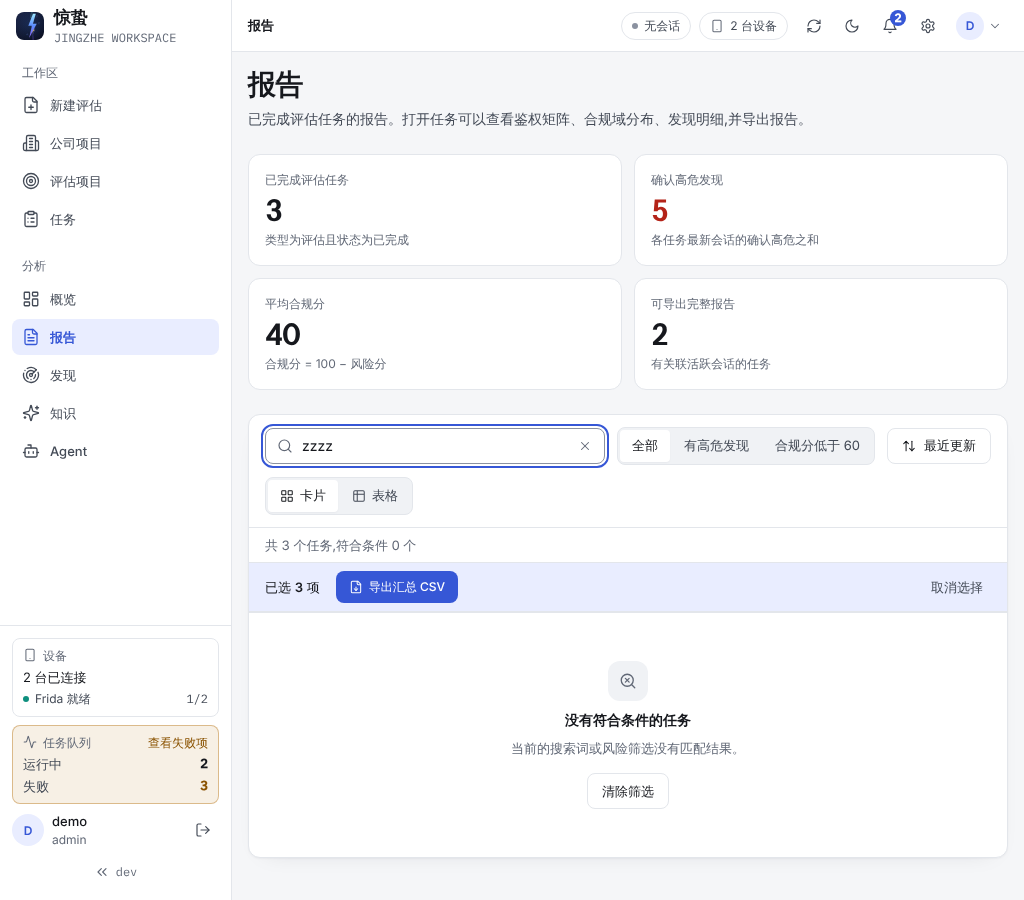 惊蛰
JINGZHE WORKSPACE
工作区
新建评估
公司项目
评估项目
任务
分析
概览
报告
发现
知识
Agent
设备
2 台已连接
Frida 就绪 1/2
任务队列 查看失败项
运行中 2
失败 3
D demo
admin
dev
报告
无会话
2 台设备
2
D
报告
已完成评估任务的报告。打开任务可以查看鉴权矩阵、合规域分布、发现明细,并导出报告。
已完成评估任务
3
类型为评估且状态为已完成
确认高危发现
5
各任务最新会话的确认高危之和
平均合规分
40
合规分 = 100 − 风险分
可导出完整报告
2
有关联活跃会话的任务
zzzz
全部 有高危发现 合规分低于 60
最近更新
卡片 表格
共 3 个任务,符合条件 0 个
已选 3 项 导出汇总 CSV 取消选择
没有符合条件的任务
当前的搜索词或风险筛选没有匹配结果。
清除筛选